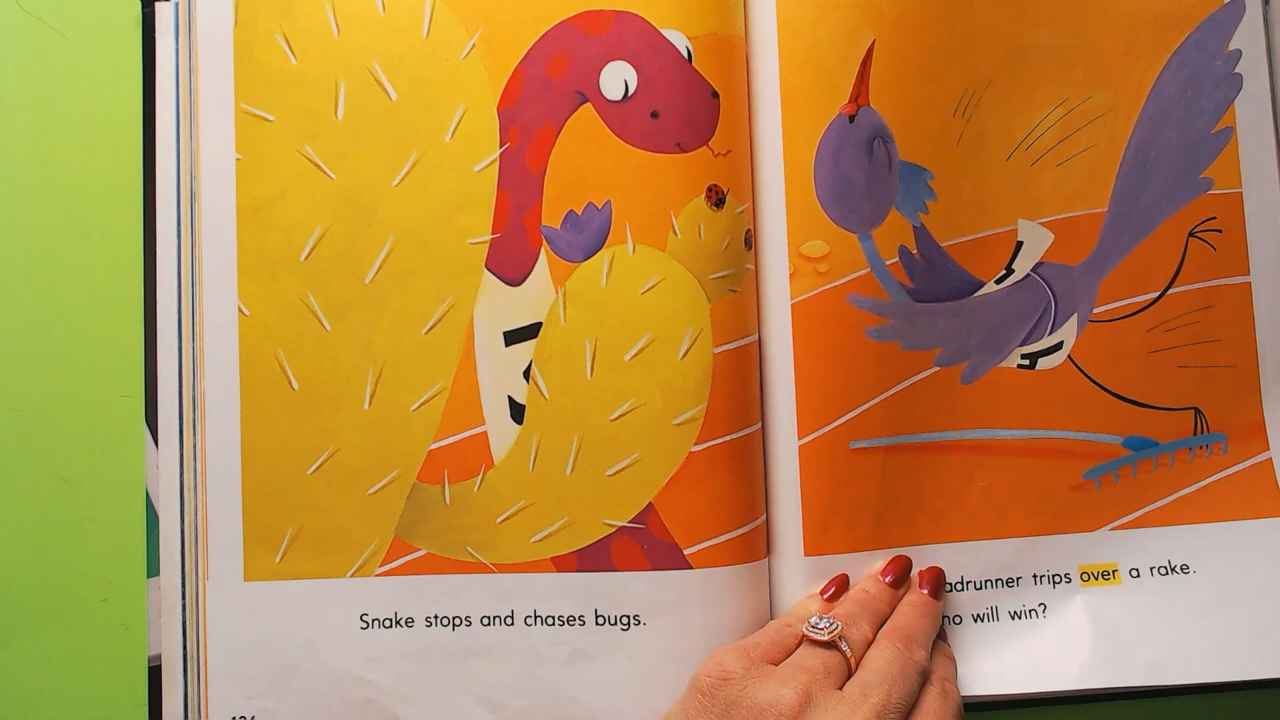 Snake stops and chases bugs.
adrunner trips over a rake.
ho will win?